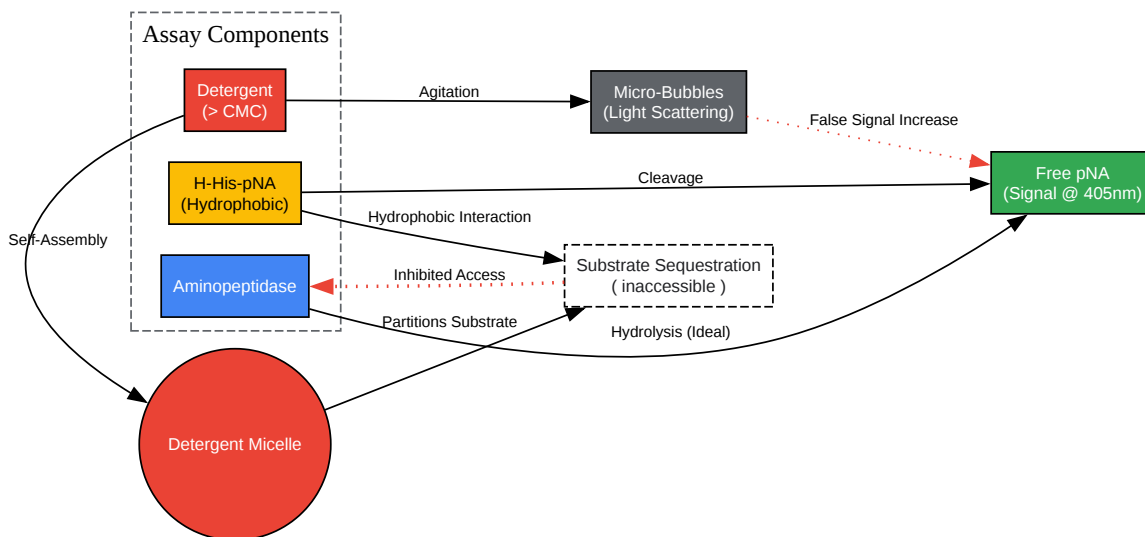 Assay Components
Detergent
(> CMC)
Agitation
Micro-Bubbles
(Light Scattering)
False Signal Increase
H-His-pNA
(Hydrophobic)
Cleavage
Free pNA
(Signal @ 405nm)
Hydrophobic Interaction
Self-Assembly
Aminopeptidase
Inhibited Access
Substrate Sequestration
( inaccessible )
Partitions Substrate
Hydrolysis (Ideal)
Detergent Micelle